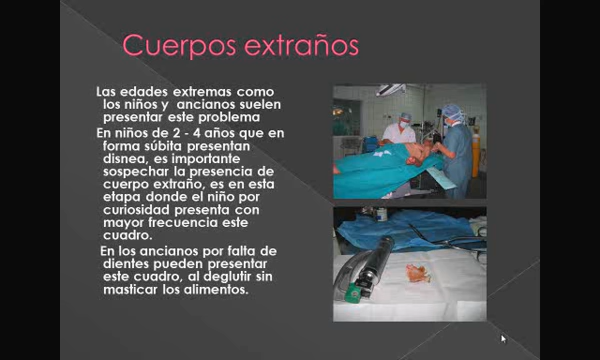 Cuerpos extraños
Las edades extremas como
los niños y ancianos suelen
presentar este problema
En niños de 2 - 4 años que en
forma súbita presentan
disnea, es importante
sospechar la presencia de
cuerpo extraño, es en esta
etapa donde el niño por
curiosidad presenta con
mayor frecuencia este
cuadro.
En los ancianos por falta de
dientes pueden presentar
este cuadro, al deglutir sin
masticar los alimentos.